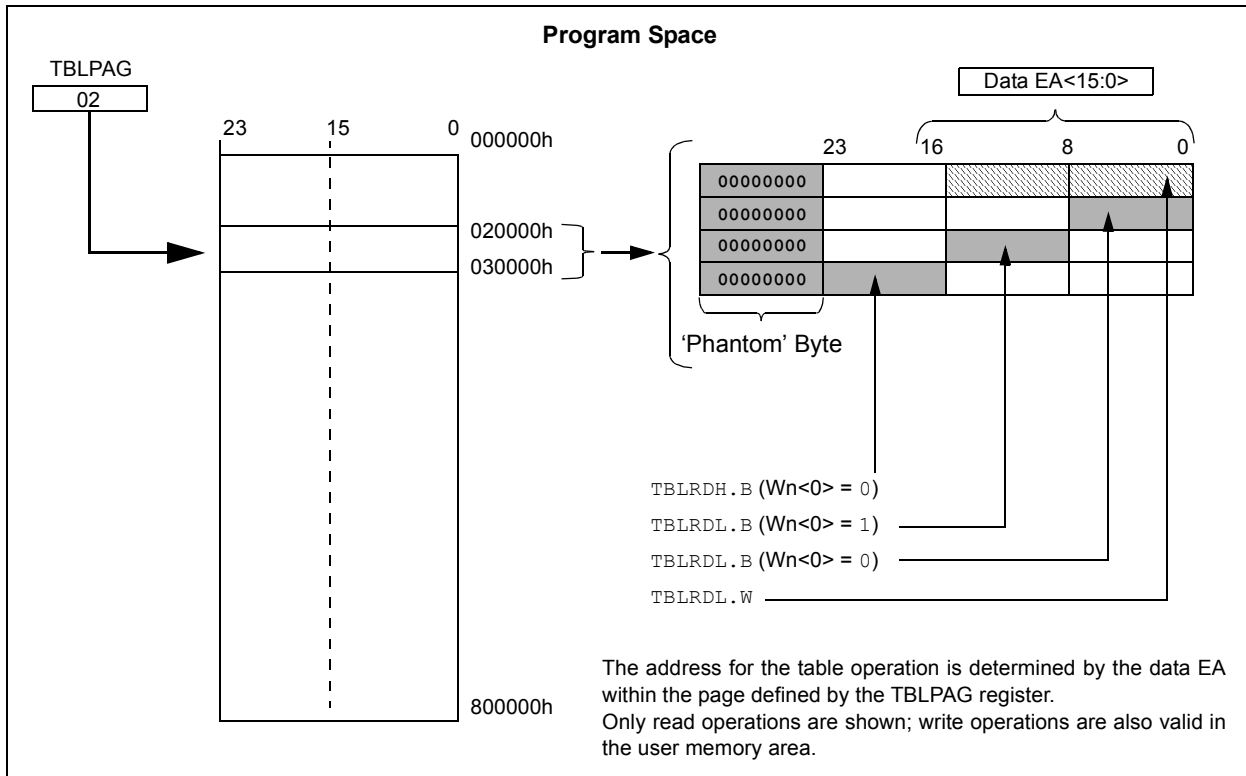 Program Space
TBLPAG
02
23 15 0
000000h
020000h
030000h
800000h
Data EA<15:0>
23 16 8 0
00000000
00000000
00000000
00000000
‘Phantom’ Byte
TBLRDH.B (Wn<0> = 0)
TBLRDL.B (Wn<0> = 1)
TBLRDL.B (Wn<0> = 0)
TBLRDL.W
The address for the table operation is determined by the data EA
within the page defined by the TBLPAG register.
Only read operations are shown; write operations are also valid in
the user memory area.